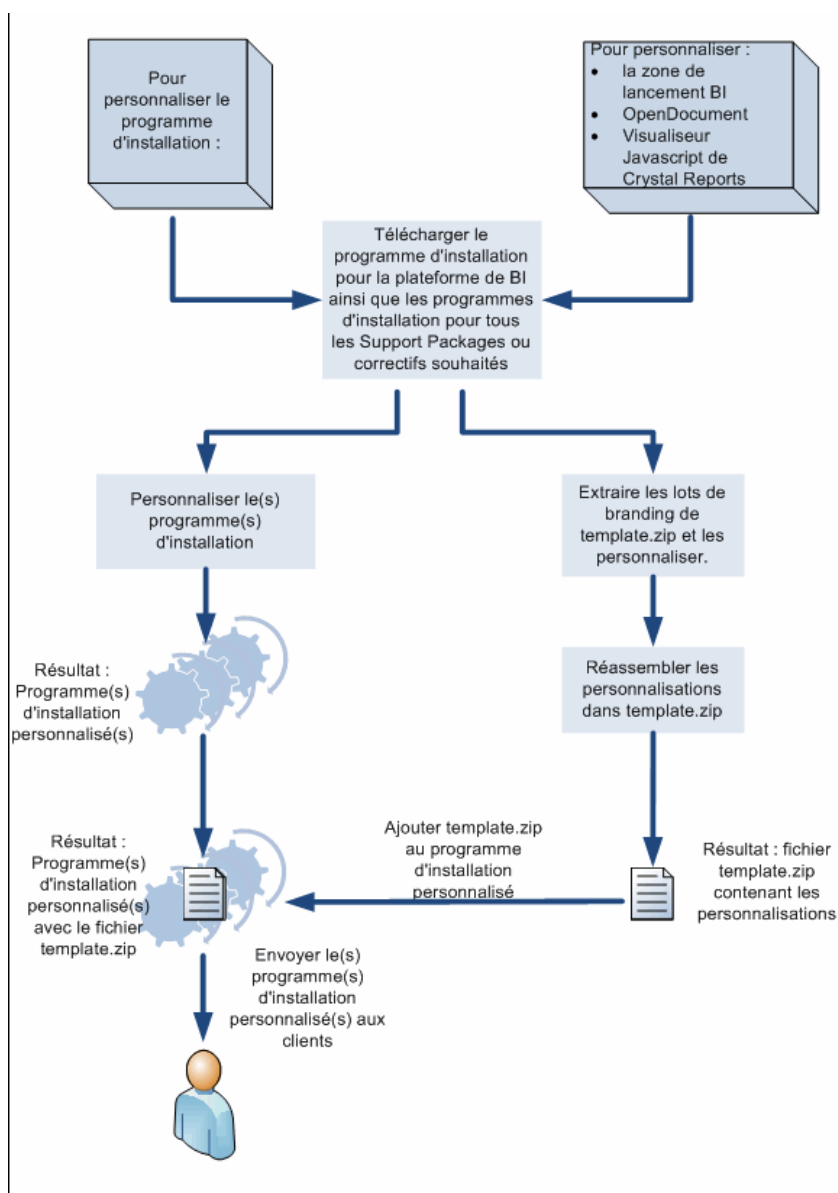 Pour
personnaliser le
programme
d'installation :
Pour personnaliser :
• la zone de
lancement BI
• OpenDocument
• Visualiseur
Javascript de
Crystal Reports
Télécharger le
programme d'installation
pour la plateforme de BI
ainsi que les programmes
d'installation pour tous
les Support Packages ou
correctifs souhaités
Personnaliser le(s)
programme(s)
d'installation
Extraire les lots de
branding de
template.zip et les
personnaliser.
Résultat :
Programme(s)
d'installation
personnalisé(s)
Réassembler les
personnalisations
dans template.zip
Résultat :
Programme(s)
d'installation
personnalisé(s)
avec le fichier
template.zip
Ajouter template.zip
au programme
d'installation
personnalisé
Résultat : fichier
template.zip
contenant les
personnalisations
Envoyer le(s)
programme(s)
d'installation
personnalisé(s) aux
clients